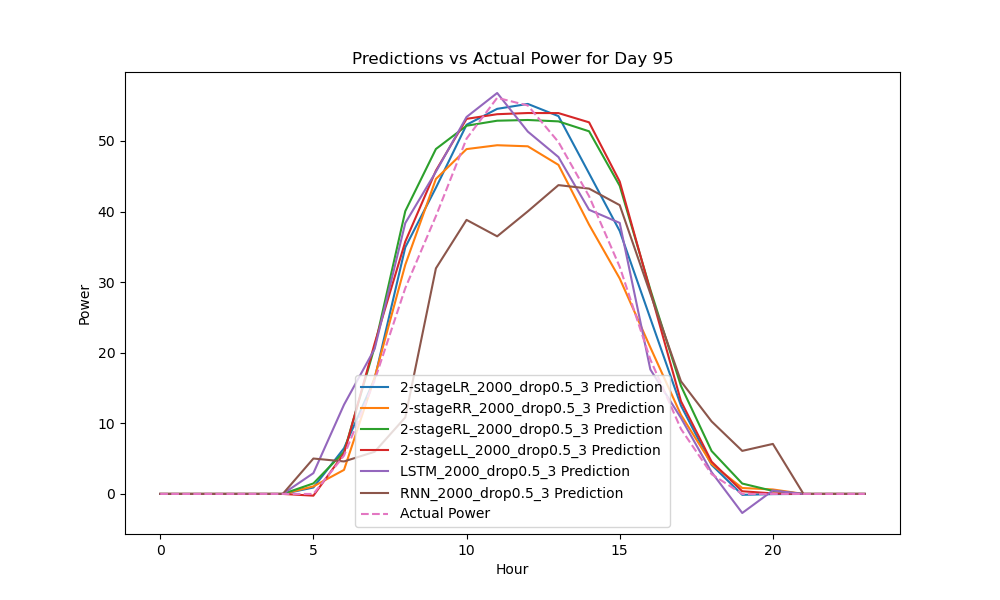 Predictions vs Actual Power for Day 95
Power
50
40
30
20
10
0
2-stageLR_2000_drop0.5_3 Prediction
2-stageRR_2000_drop0.5_3 Prediction
2-stageRL_2000_drop0.5_3 Prediction
2-stageLL_2000_drop0.5_3 Prediction
LSTM_2000_drop0.5_3 Prediction
RNN_2000_drop0.5_3 Prediction
Actual Power
0 5 10 15 20
Hour